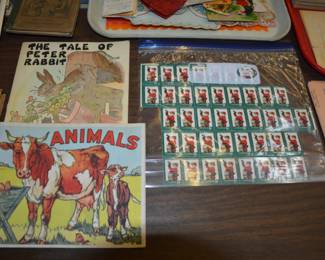 THE TALE OF
PETER
RABBIT
ANIMALS